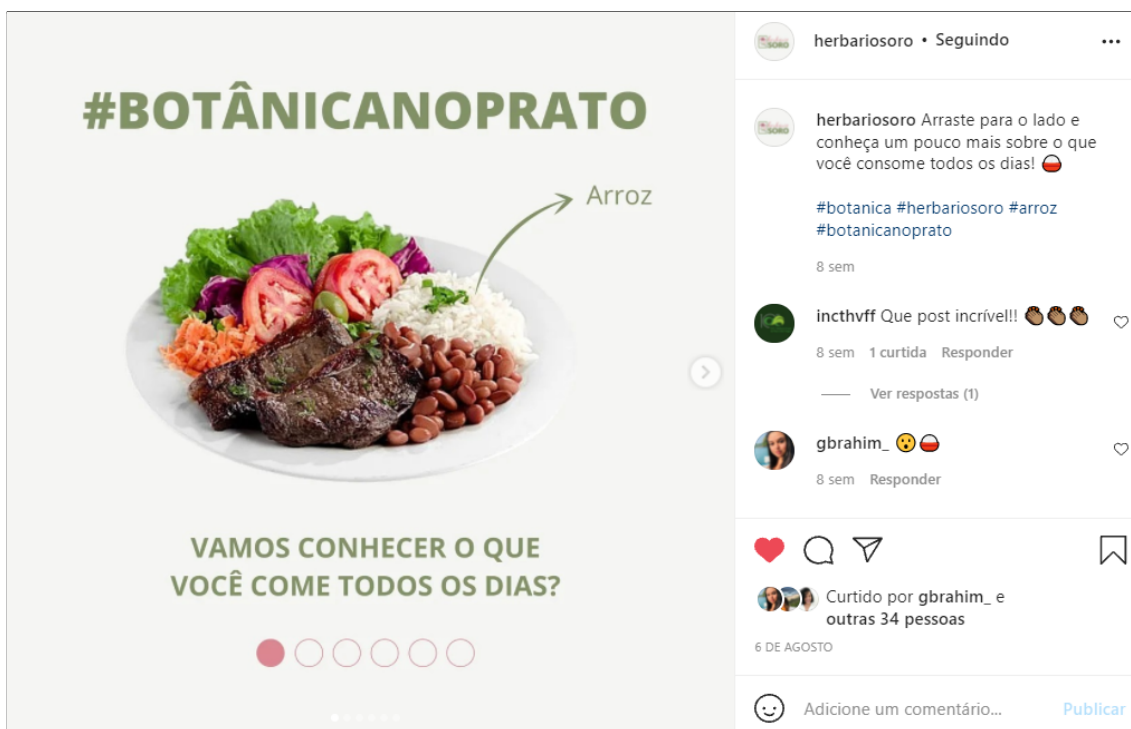 #BOTÂNICANOPRATO
Arroz
VAMOS CONHECER O QUE
VOCÊ COME TODOS OS DIAS?
herbariosoro • Seguindo
herbariosoro Arraste para o lado e
conheça um pouco mais sobre o que
você consome todos os dias!
#botanica #herbariosoro #arroz
#botanicanoprato
8 sem
incthvff Que post incrível!!
8 sem 1 curtida Responder
Ver respostas (1)
gbrahim_
8 sem Responder
Curtido por gbrahim_ e
outras 34 pessoas
6 DE AGOSTO
Adicione um comentário... Publicar